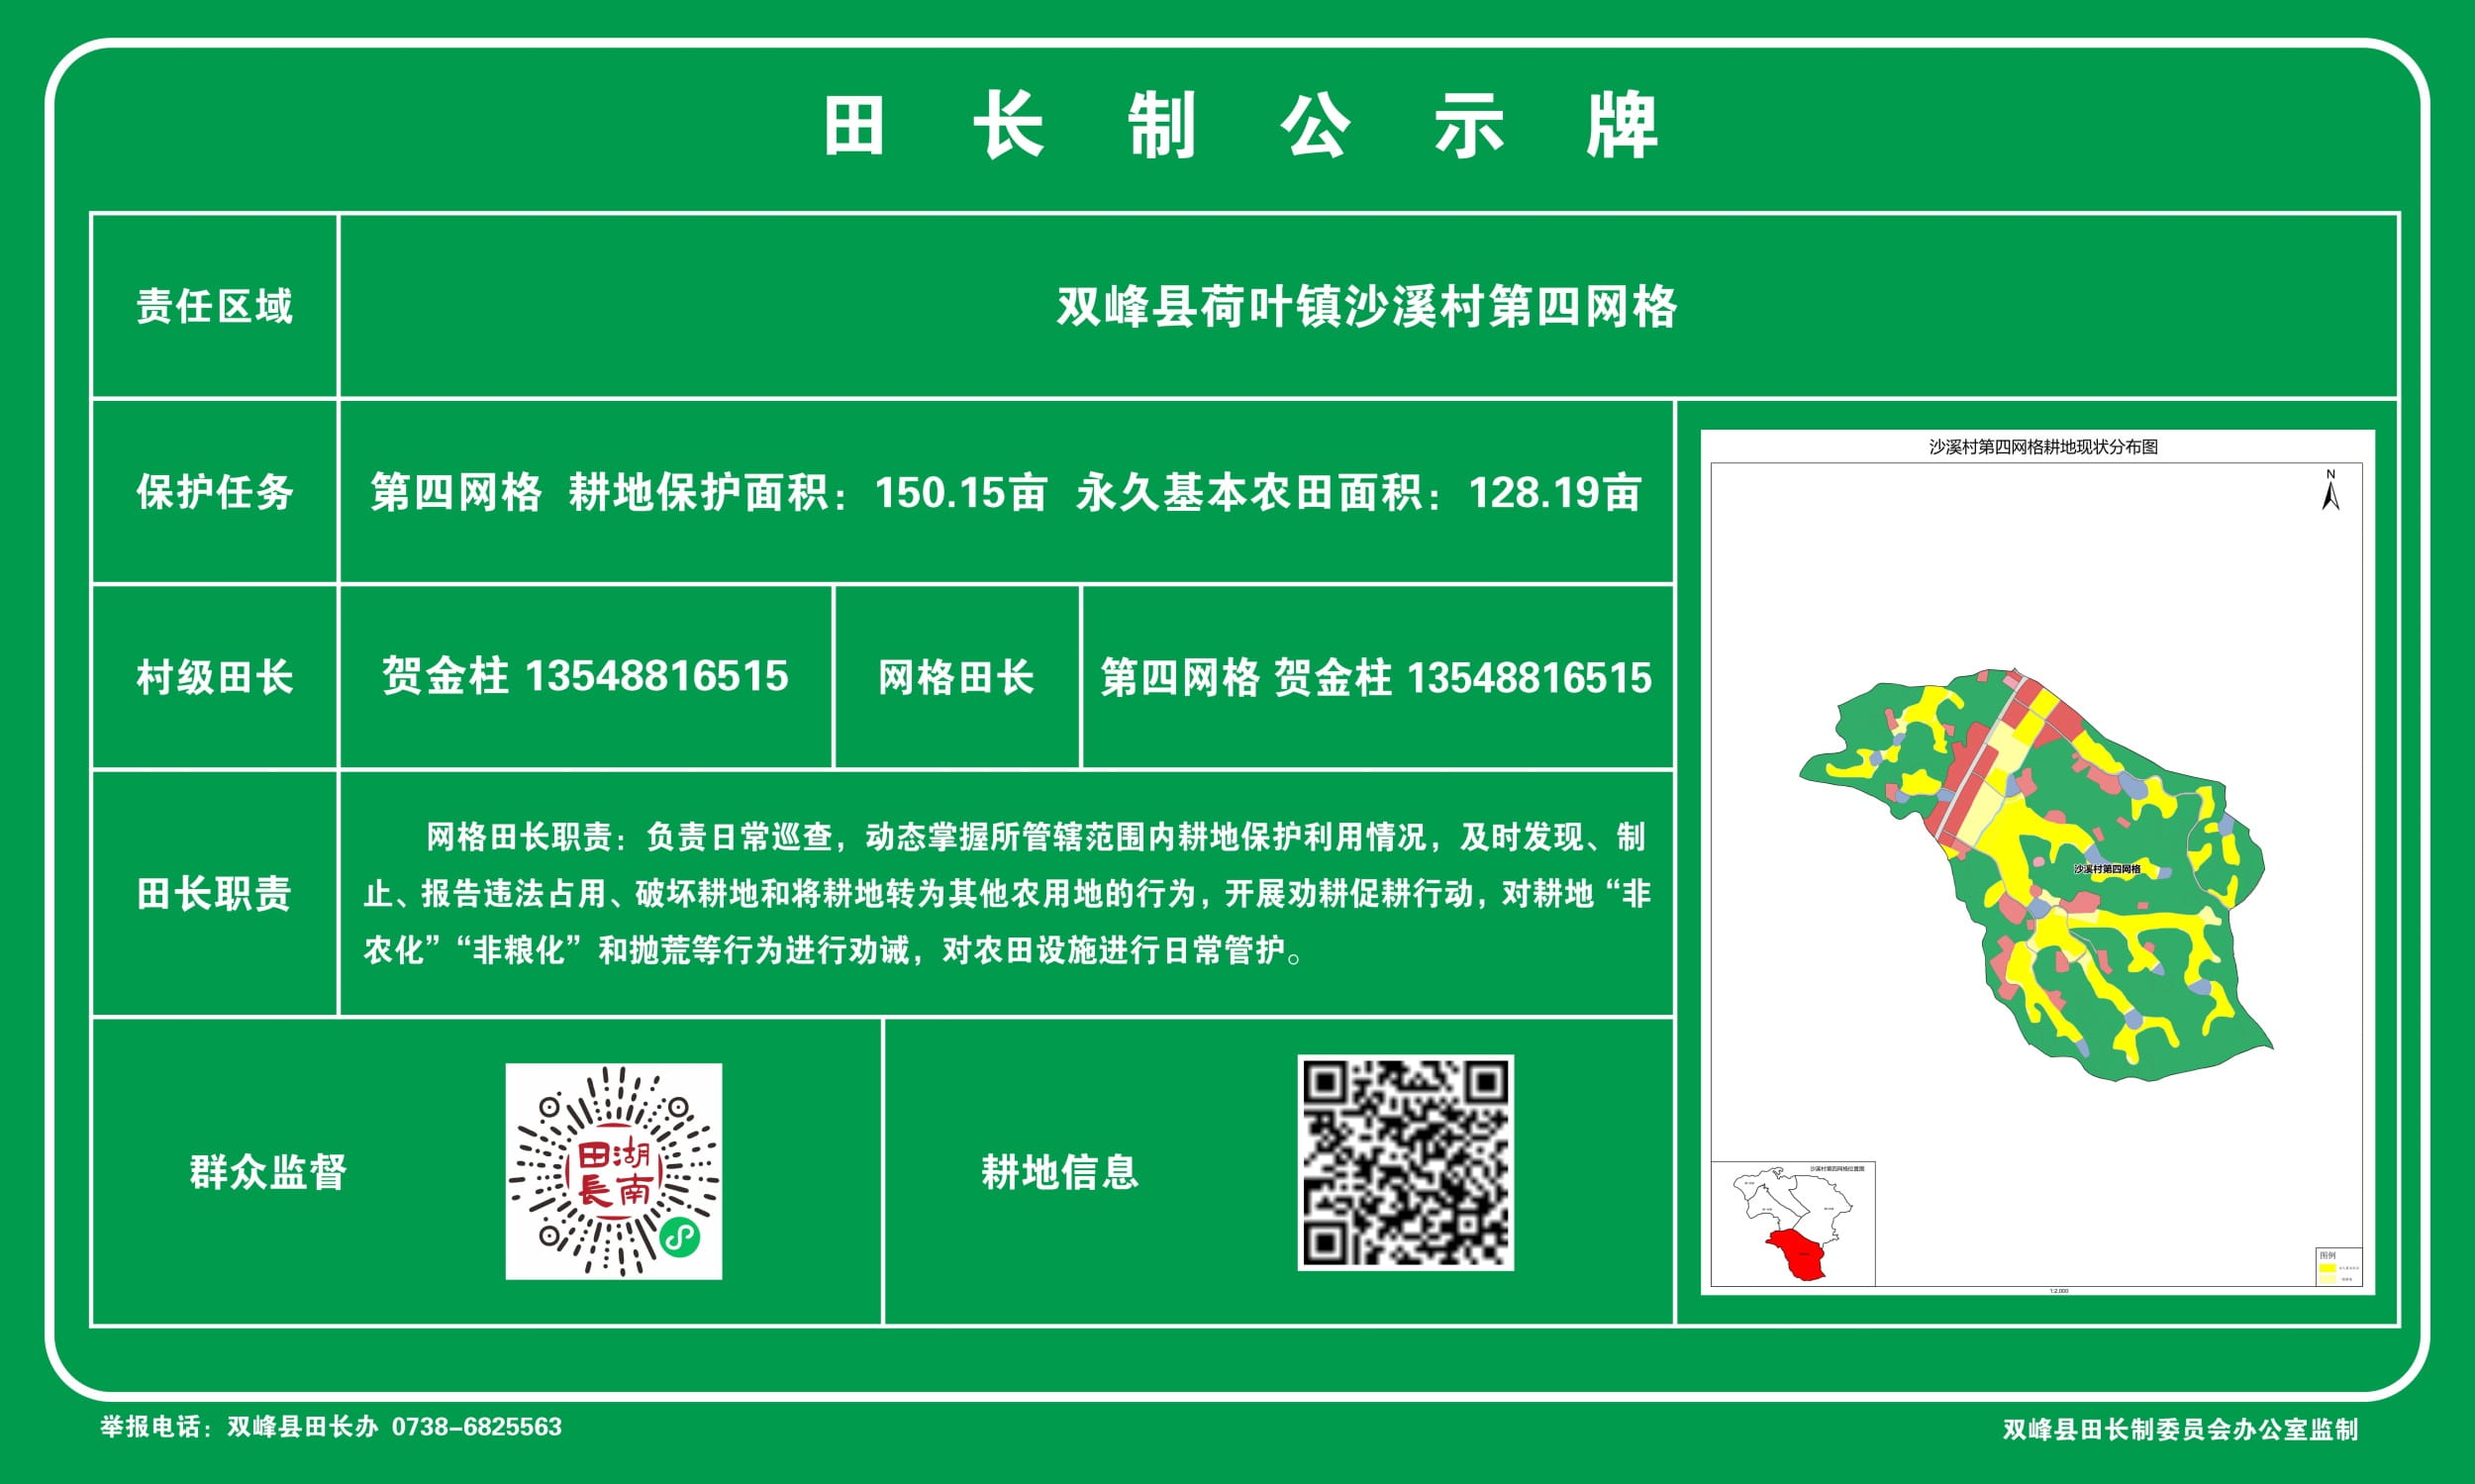 田长制公示牌
责任区域
双峰县荷叶镇沙溪村第四网格
保护任务
第四网格 耕地保护面积：150.15亩 永久基本农田面积：128.19亩
村级田长
贺金柱 13548816515
网格田长
第四网格 贺金柱 13548816515
田长职责
网格田长职责：负责日常巡查，动态掌握所管辖范围内耕地保护利用情况，及时发现、制
止、报告违法占用、破坏耕地和将耕地转为其他农用地的行为，开展劝耕促耕行动，对耕地“非
农化”“非粮化”和抛荒等行为进行劝诫，对农田设施进行日常管护。
群众监督
湖南
田長
耕地信息
沙溪村第四网格耕地现状分布图
N
沙溪村第四网格
沙溪村第四网格位置图
图例
1:2,000
举报电话：双峰县田长办 0738-6825563
双峰县田长制委员会办公室监制